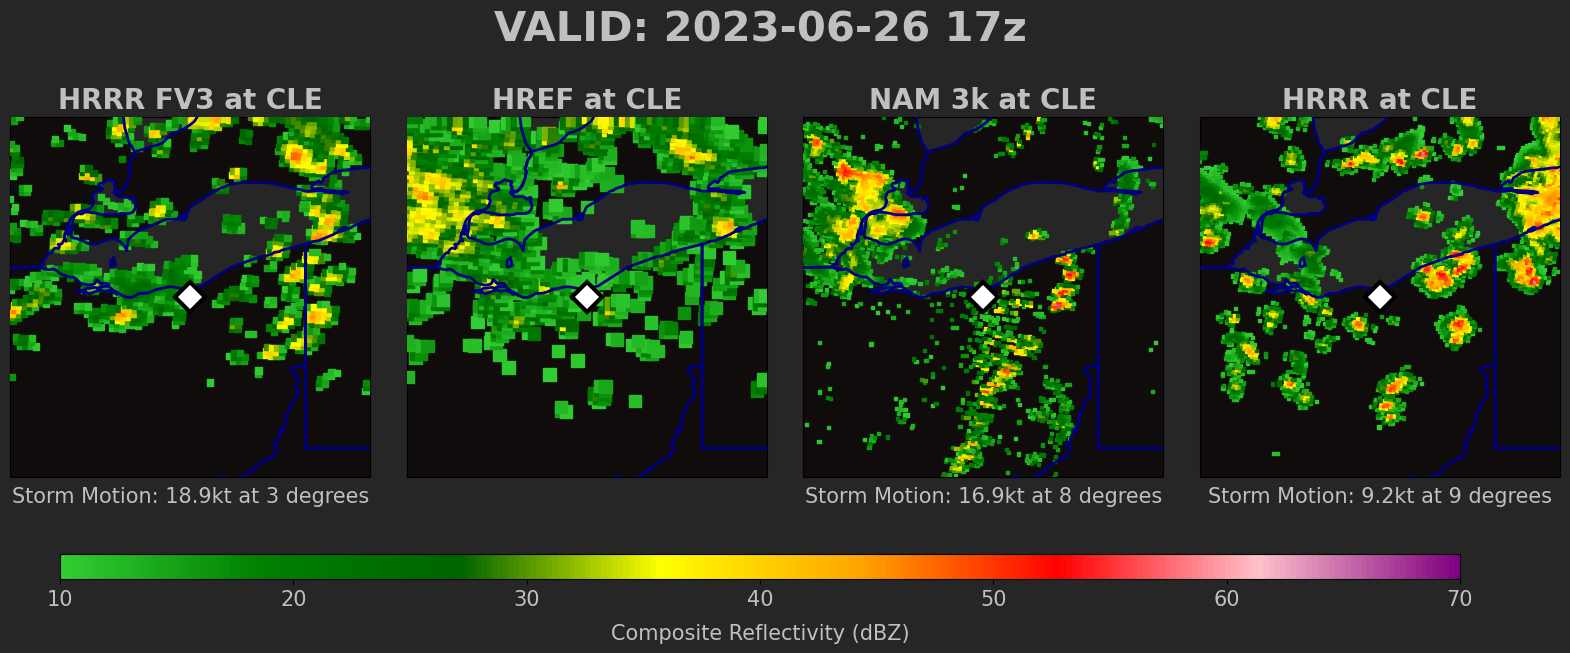 VALID: 2023-06-26 17z
HRRR FV3 at CLE
HREF at CLE
NAM 3k at CLE
HRRR at CLE
Storm Motion: 18.9kt at 3 degrees
Storm Motion: 16.9kt at 8 degrees
Storm Motion: 9.2kt at 9 degrees
10 20 30 40 50 60 70
Composite Reflectivity (dBZ)